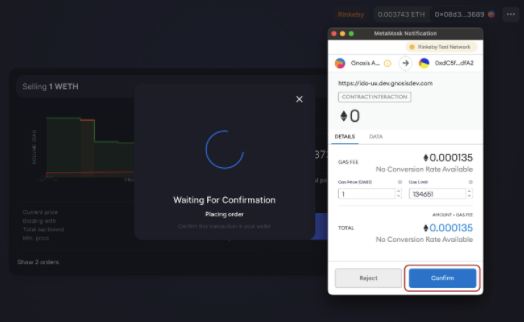 Rinkeby 0.003743 ETH 0x08d3...3689
MetaMask Notification
Rinkeby Test Network
Gnosis A... 0xdC5f...dfA2
https://ido-ux.dev.gnosisdev.com
CONTRACT INTERACTION
0
DETAILS DATA
GAS FEE 0.000135
No Conversion Rate Available
Gas Price (GWEI) Gas Limit
1 134651
AMOUNT + GAS FEE
TOTAL 0.000135
No Conversion Rate Available
Reject Confirm
Selling 1 WETH
Waiting For Confirmation
Placing order
Confirm this transaction in your wallet
Current price
Bidding with
Total auctioned
Min. price
Show 2 orders